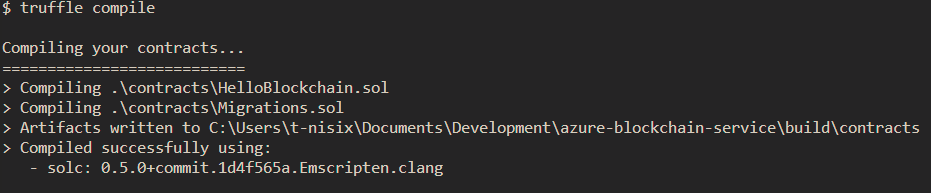 $ truffle compile
Compiling your contracts...
===========================
> Compiling .\contracts\HelloBlockchain.sol
> Compiling .\contracts\Migrations.sol
> Artifacts written to C:\Users\t-nisix\Documents\Development\azure-blockchain-service\build\contracts
> Compiled successfully using:
   - solc: 0.5.0+commit.1d4f565a.Emscripten.clang